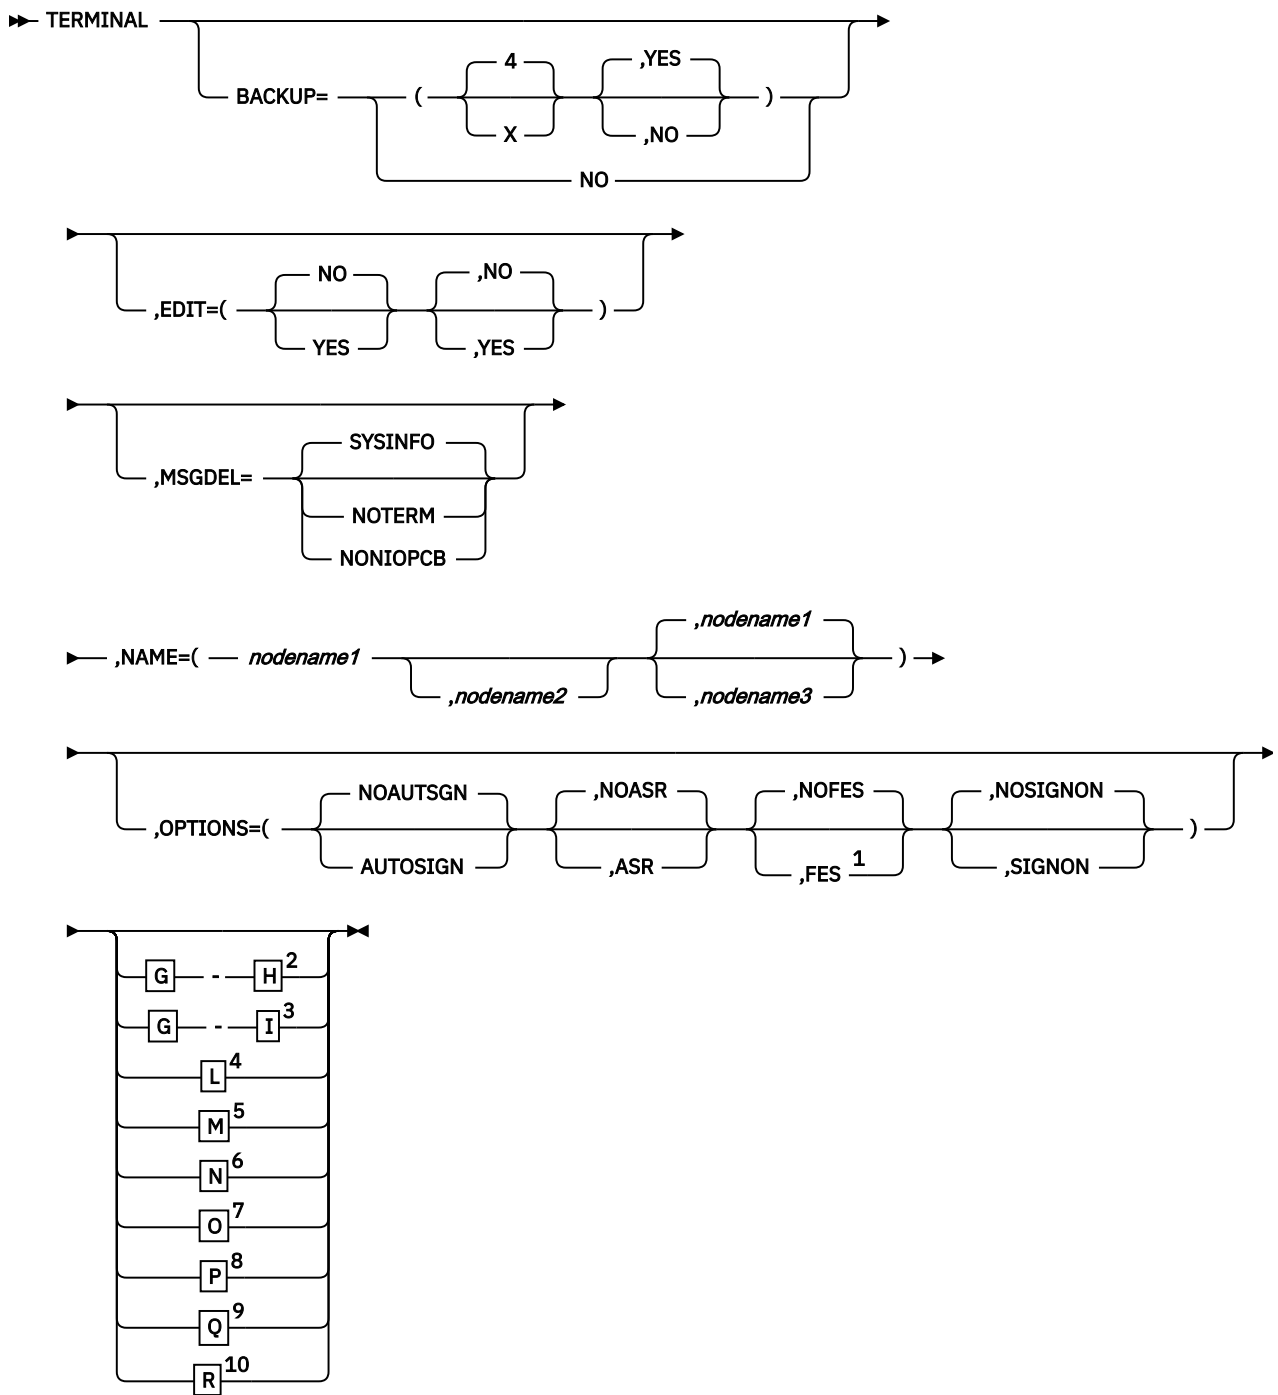 TERMINAL
4 ,YES
BACKUP= ( )
X ,NO
NO
NO ,NO
,EDIT=( )
YES ,YES
SYSINFO
,MSGDEL=
NOTERM
NONIOPCB
,nodename1
,NAME=( nodename1 )
,nodename2 ,nodename3
NOAUTSGN ,NOASR ,NOFES ,NOSIGNON
,OPTIONS=( )
AUTOSIGN ,ASR ,FES 1 ,SIGNON
G - H 2
G - I 3
L 4
M 5
N 6
O 7
P 8
Q 9
R 10